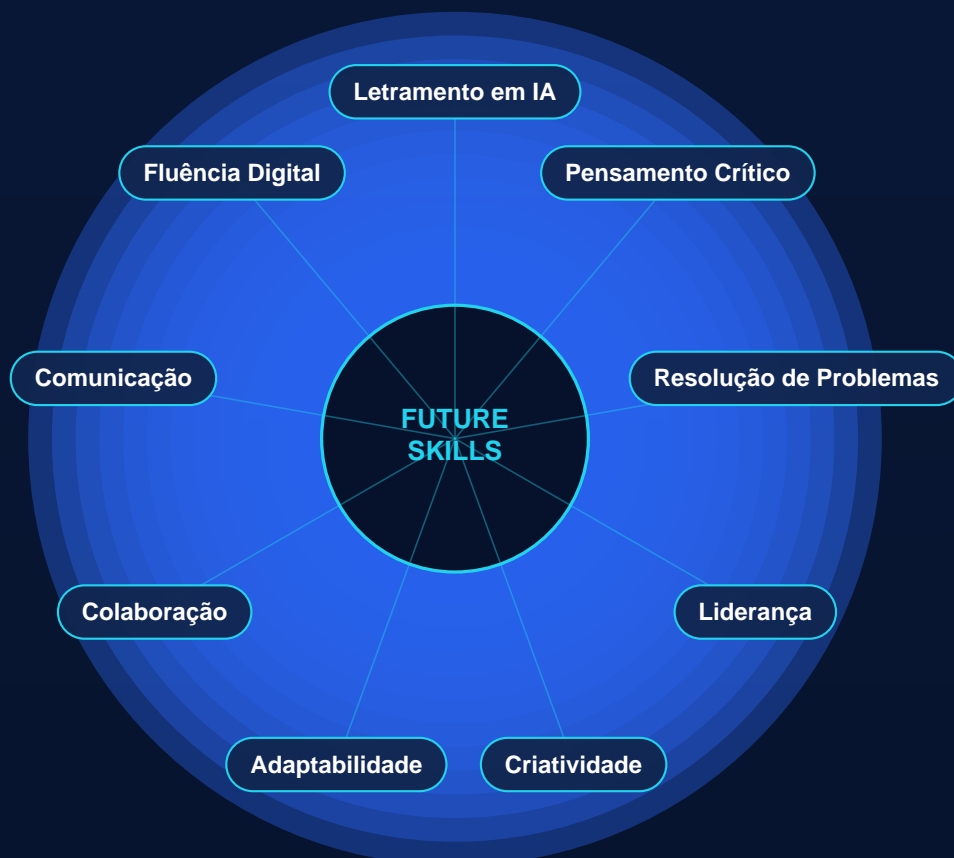 Letramento em IA
Fluência Digital
Pensamento Crítico
Comunicação
Resolução de Problemas
FUTURE
SKILLS
Colaboração
Liderança
Adaptabilidade
Criatividade